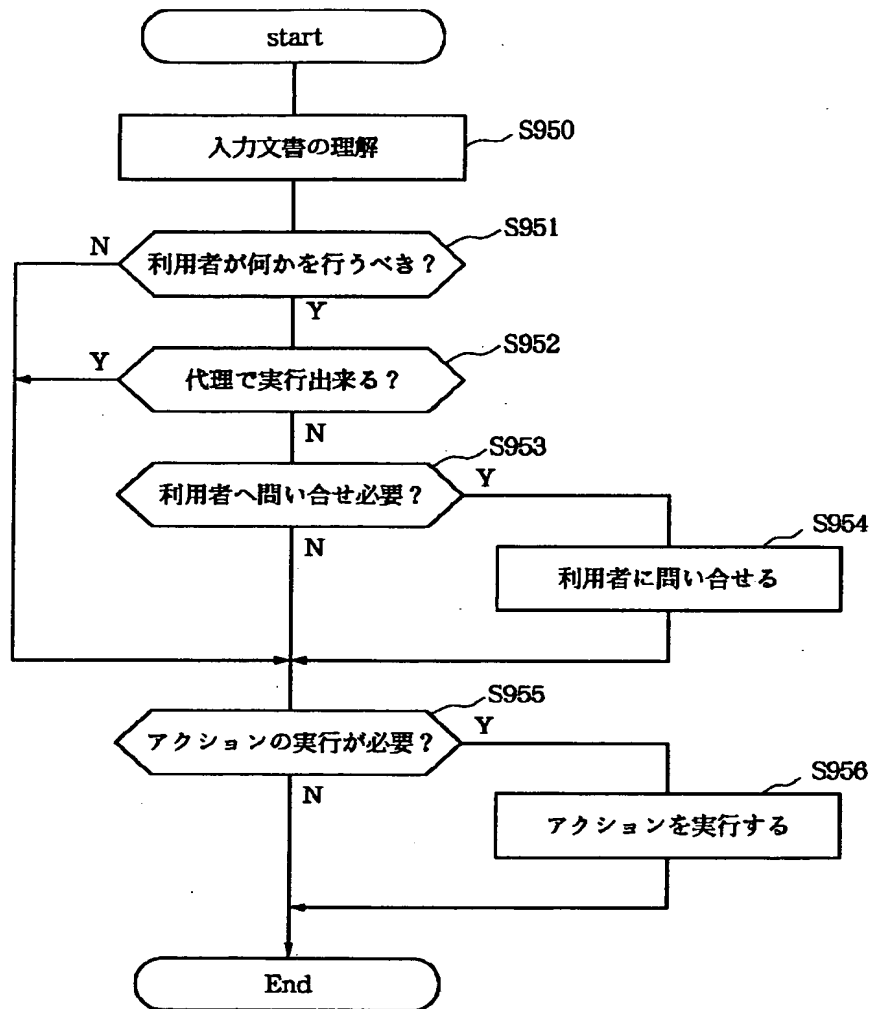 start
入力文書の理解
S950
S951
N
利用者が何かを行うべき?
Y
S952
Y
代理で実行出来る?
N
S953
利用者へ問い合せ必要?
Y
N
S954
利用者に問い合せる
S955
アクションの実行が必要?
Y
N
S956
アクションを実行する
End